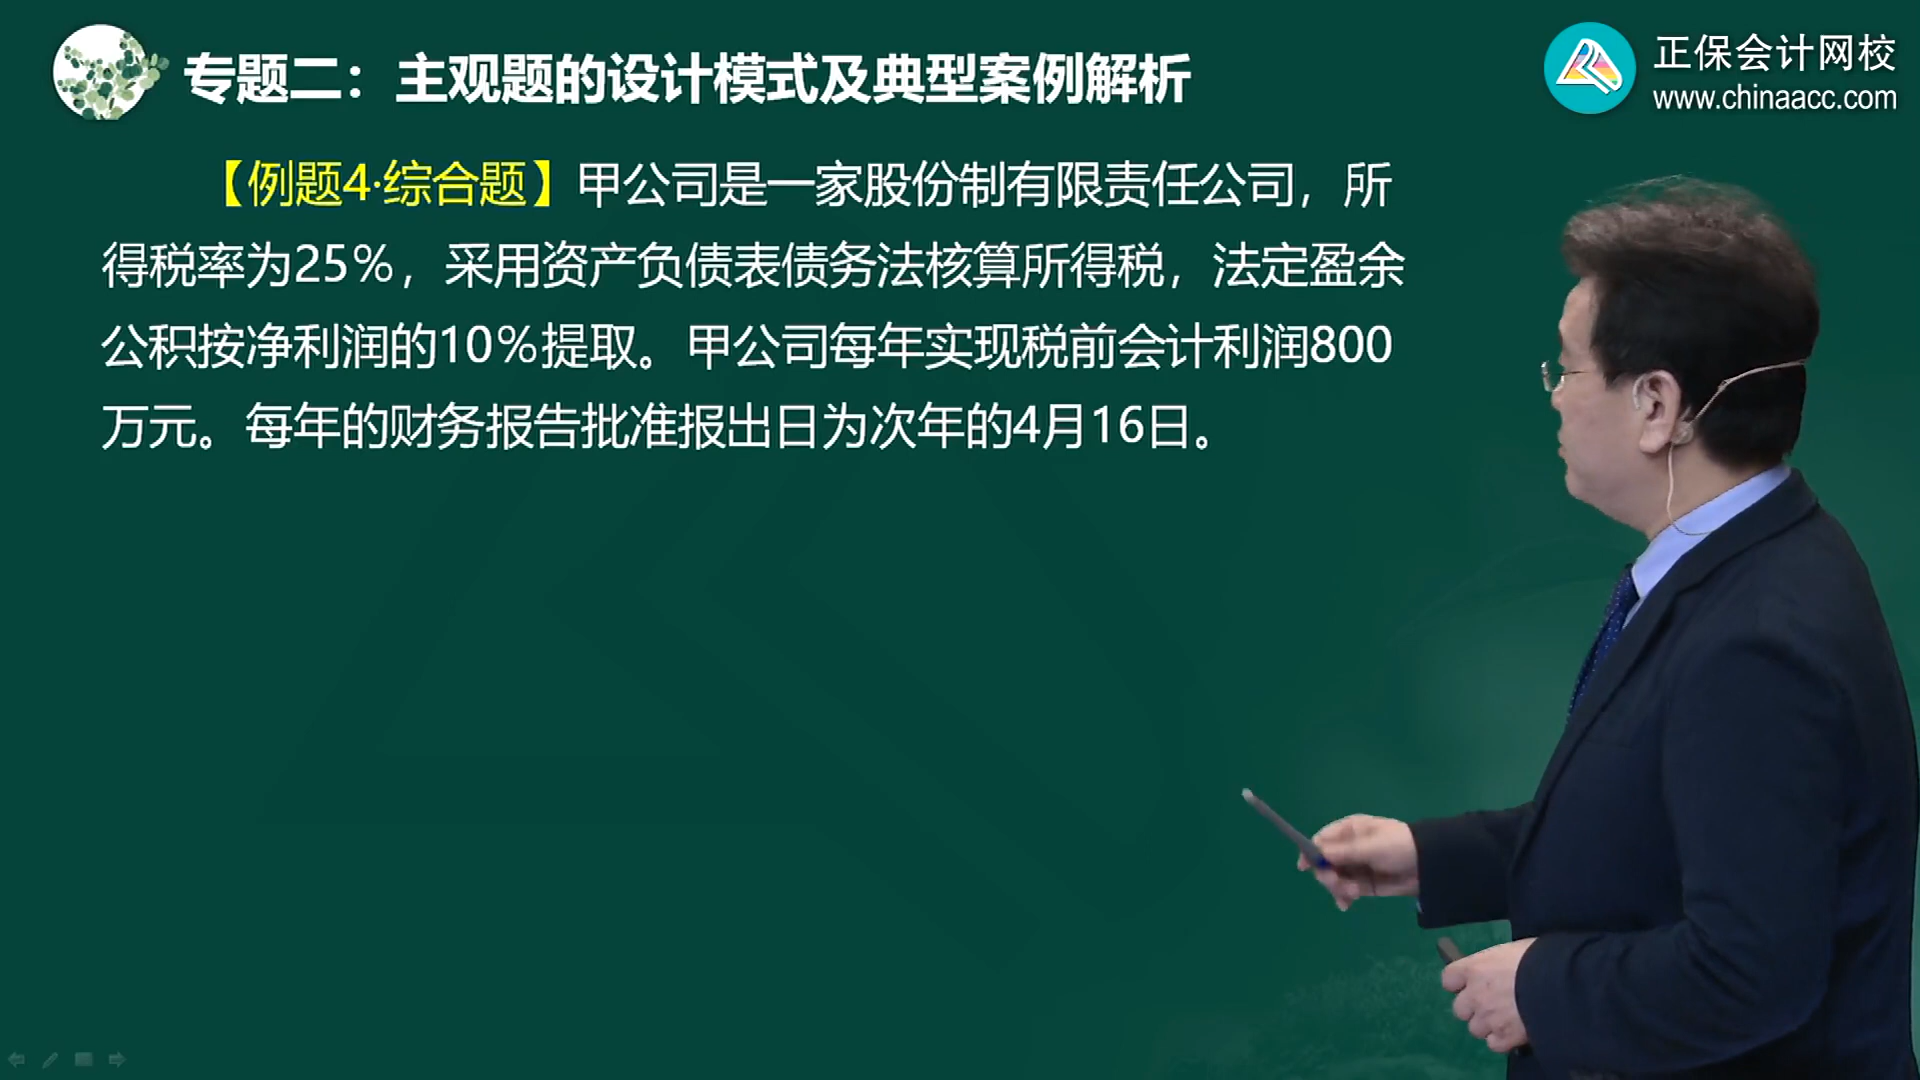 专题二：主观题的设计模式及典型案例解析
正保会计网校
www.chinaacc.com
【例题4·综合题】甲公司是一家股份制有限责任公司，所
得税率为25%，采用资产负债表债务法核算所得税，法定盈余
公积按净利润的10%提取。甲公司每年实现税前会计利润800
万元。每年的财务报告批准报出日为次年的4月16日。